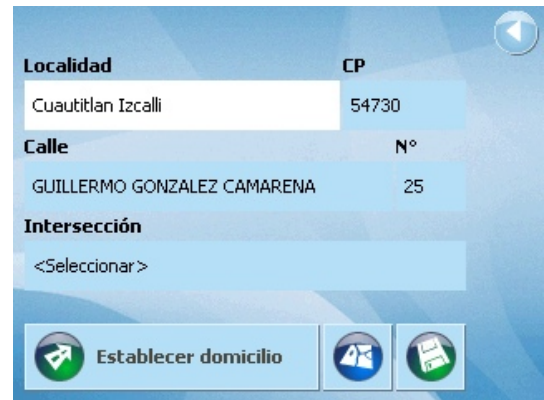 Localidad CP
Cuautitlan Izcalli 54730
Calle N°
GUILLERMO GONZALEZ CAMARENA 25
Intersección
<Seleccionar>
Establecer domicilio